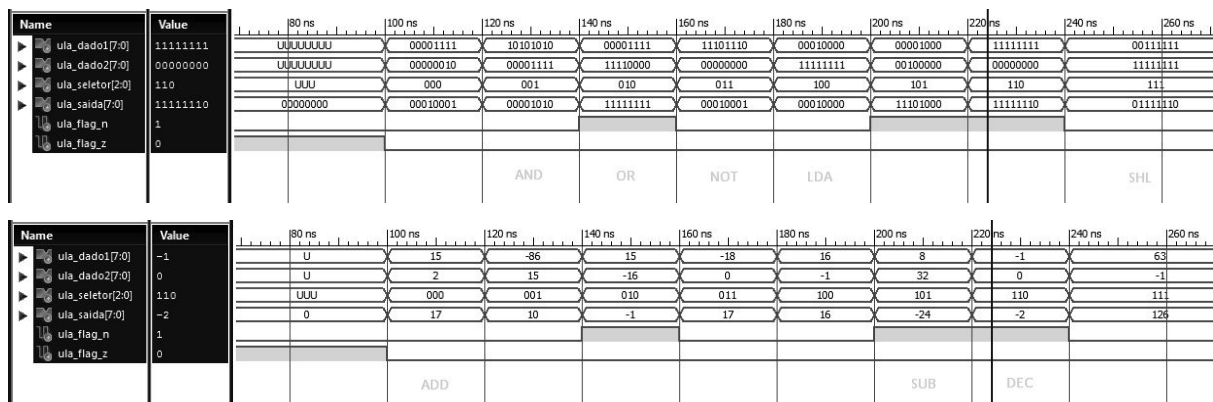 Name Value 80 ns 100 ns 120 ns 140 ns 160 ns 180 ns 200 ns 220 ns 240 ns 260 ns
ula_dado1[7:0] 11111111 UUUUUUUU 00001111 10101010 00001111 11101110 00010000 00001000 11111111 00111111
ula_dado2[7:0] 00000000 UUUUUUUU 00000010 00001111 11110000 00000000 11111111 00100000 00000000 11111111
ula_seletor[2:0] 110 UUU 000 001 010 011 100 101 110 111
ula_saida[7:0] 11111110 00000000 00010001 00001010 11111111 00010001 00010000 11101000 11111110 01111110
ula_flag_n 1
ula_flag_z 0
AND OR NOT LDA SHL
Name Value 80 ns 100 ns 120 ns 140 ns 160 ns 180 ns 200 ns 220 ns 240 ns 260 ns
ula_dado1[7:0] -1 U 15 -86 15 -18 16 8 -1 63
ula_dado2[7:0] 0 U 2 15 -16 0 -1 32 0 -1
ula_seletor[2:0] 110 UUU 000 001 010 011 100 101 110 111
ula_saida[7:0] -2 0 17 10 -1 17 16 -24 -2 126
ula_flag_n 1
ula_flag_z 0
ADD SUB DEC